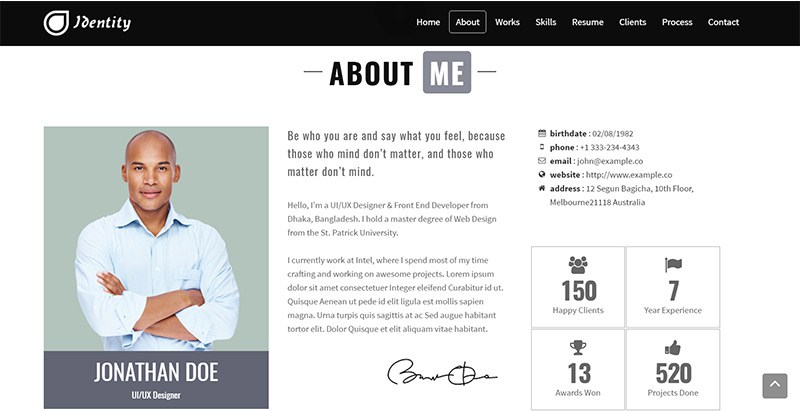 Identity
Home About Works Skills Resume Clients Process Contact
ABOUT ME
Be who you are and say what you feel, because
those who mind don't matter, and those who
matter don't mind.
Hello, I'm a UI/UX Designer & Front End Developer from
Dhaka, Bangladesh. I hold a master degree of Web Design
from the St. Patrick University.
I currently work at Intel, where I spend most of my time
crafting and working on awesome projects. Lorem ipsum
dolor sit amet consectetuer Integer eleifend Curabitur id ut.
Quisque Aenean ut pede id elit ligula est mollis sapien
magna. Urna turpis quis sagittis at ac Sed augue habitant
tortor elit. Dolor Quisque et elit aliquam vitae habitant.
JONATHAN DOE
UI/UX Designer
birthdate : 02/08/1982
phone : +1 333-234-4343
email : john@example.co
website : http://www.example.co
address : 12 Segun Bagicha, 10th Floor,
Melbourne21118 Australia
150
Happy Clients
7
Year Experience
13
Awards Won
520
Projects Done